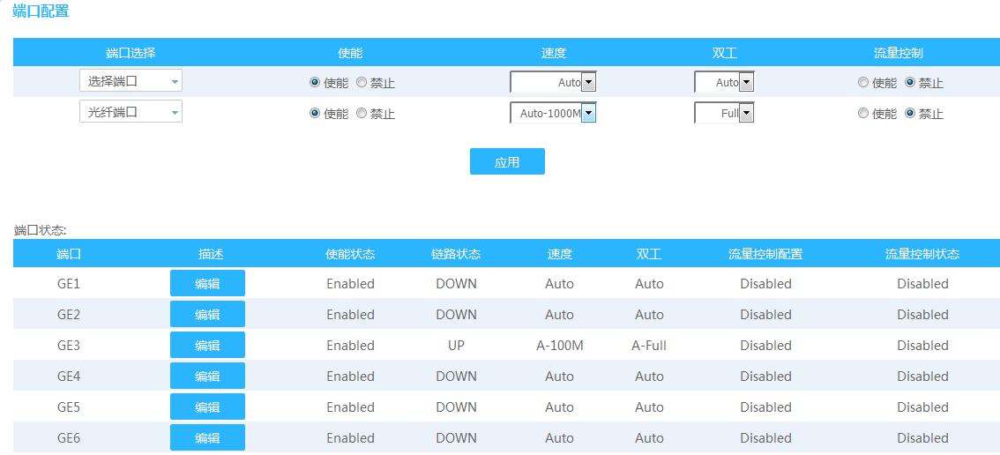 端口配置
端口选择 使能 速度 双工 流量控制
选择端口 使能 禁止 Auto Auto 使能 禁止
光纤端口 使能 禁止 Auto-1000M Full 使能 禁止
应用
端口状态:
端口 描述 使能状态 链路状态 速度 双工 流量控制配置 流量控制状态
GE1 编辑 Enabled DOWN Auto Auto Disabled Disabled
GE2 编辑 Enabled DOWN Auto Auto Disabled Disabled
GE3 编辑 Enabled UP A-100M A-Full Disabled Disabled
GE4 编辑 Enabled DOWN Auto Auto Disabled Disabled
GE5 编辑 Enabled DOWN Auto Auto Disabled Disabled
GE6 编辑 Enabled DOWN Auto Auto Disabled Disabled